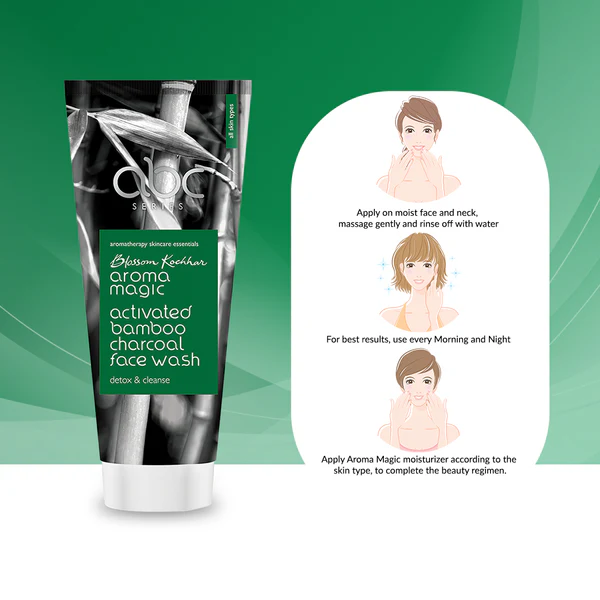 all skin types
abc
SERIES
aromatherapy skincare essentials
Blossom Kochhar
aroma
magic
activated
bamboo
charcoal
face wash
detox & cleanse
Apply on moist face and neck,
massage gently and rinse off with water
For best results, use every Morning and Night
Apply Aroma Magic moisturizer according to the
skin type, to complete the beauty regimen.